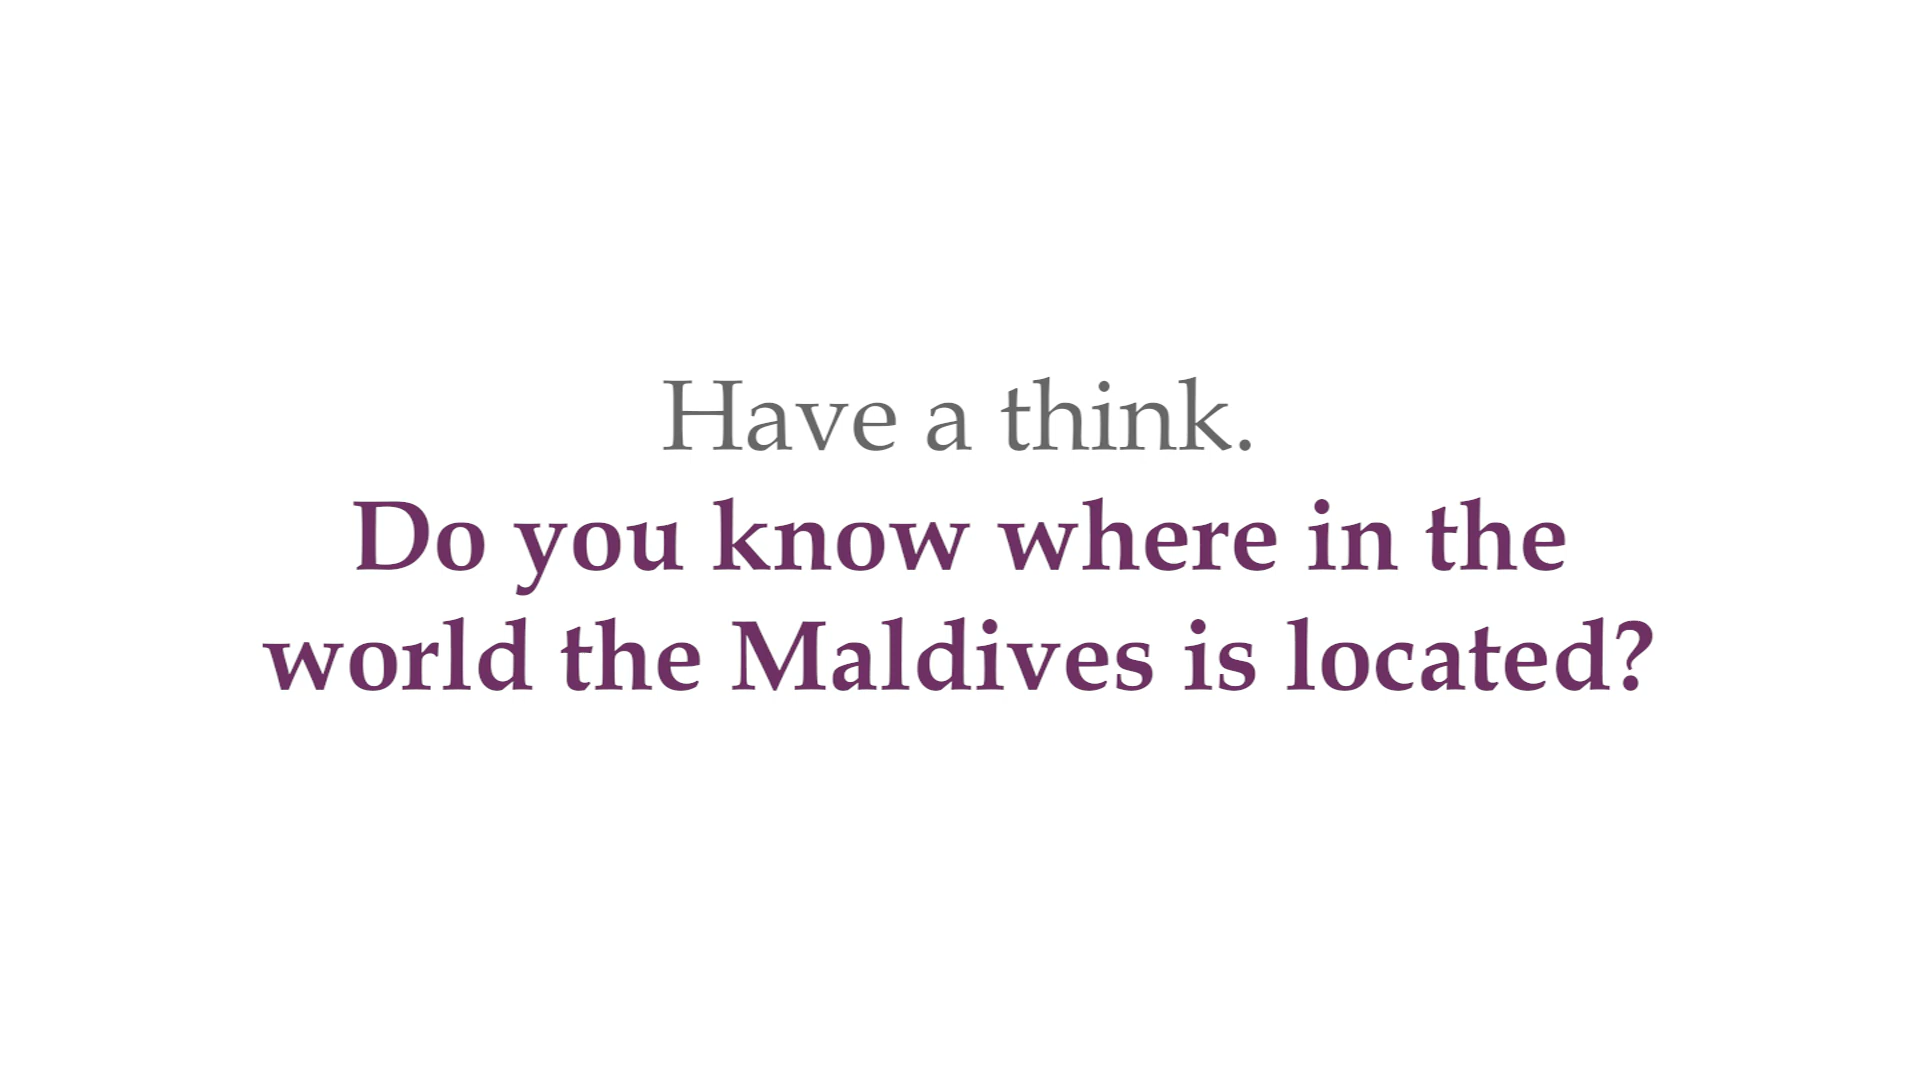 Have a think.
Do you know where in the
world the Maldives is located?